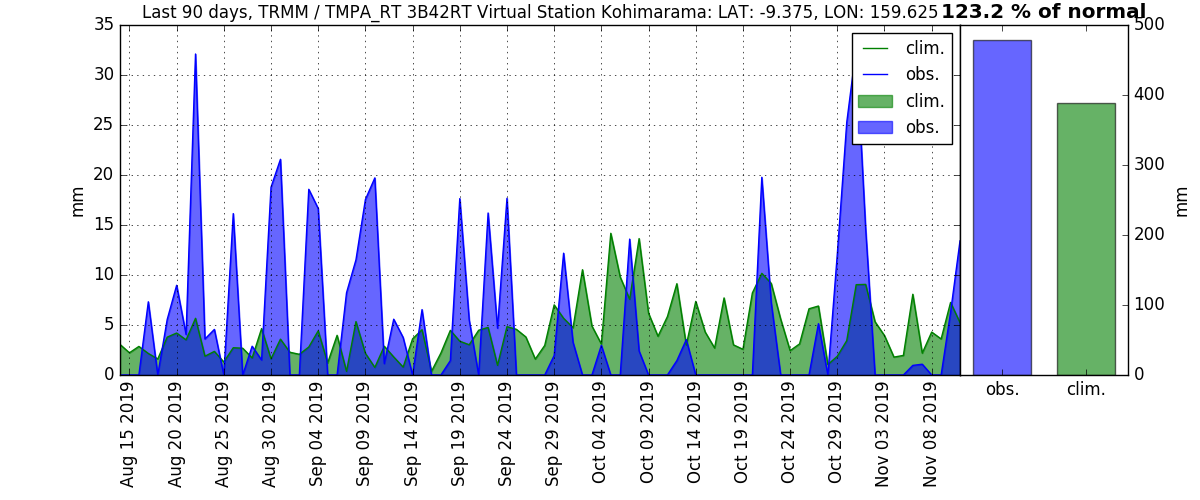 Last 90 days, TRMM / TMPA_RT 3B42RT Virtual Station Kohimarama: LAT: -9.375, LON: 159.625
123.2 % of normal
35
30
25
20
15
10
5
0
mm
clim.
obs.
clim.
obs.
Aug 15 2019
Aug 20 2019
Aug 25 2019
Aug 30 2019
Sep 04 2019
Sep 09 2019
Sep 14 2019
Sep 19 2019
Sep 24 2019
Sep 29 2019
Oct 04 2019
Oct 09 2019
Oct 14 2019
Oct 19 2019
Oct 24 2019
Oct 29 2019
Nov 03 2019
Nov 08 2019
500
400
300
200
100
0
mm
obs.
clim.